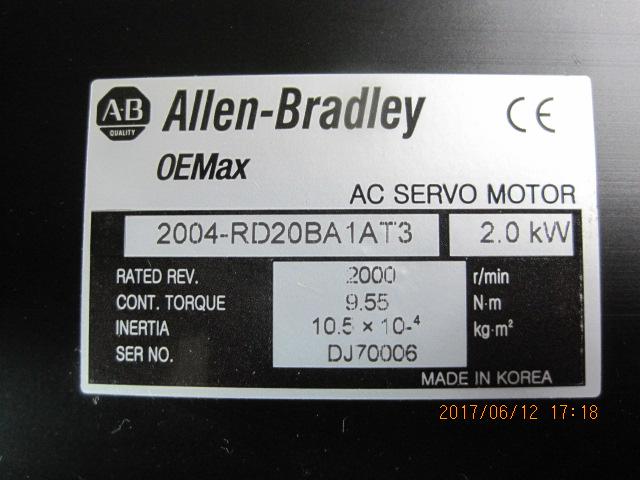 A·B
QUALITY
Allen-Bradley
CE
OEMax
AC SERVO MOTOR
2004-RD20BA1AT3 2.0 kW
RATED REV. 2000 r/min
CONT. TORQUE 9.55 N·m
INERTIA 10.5 × 10-⁴ kg·m²
SER NO. DJ70006
MADE IN KOREA
2017/06/12 17:18